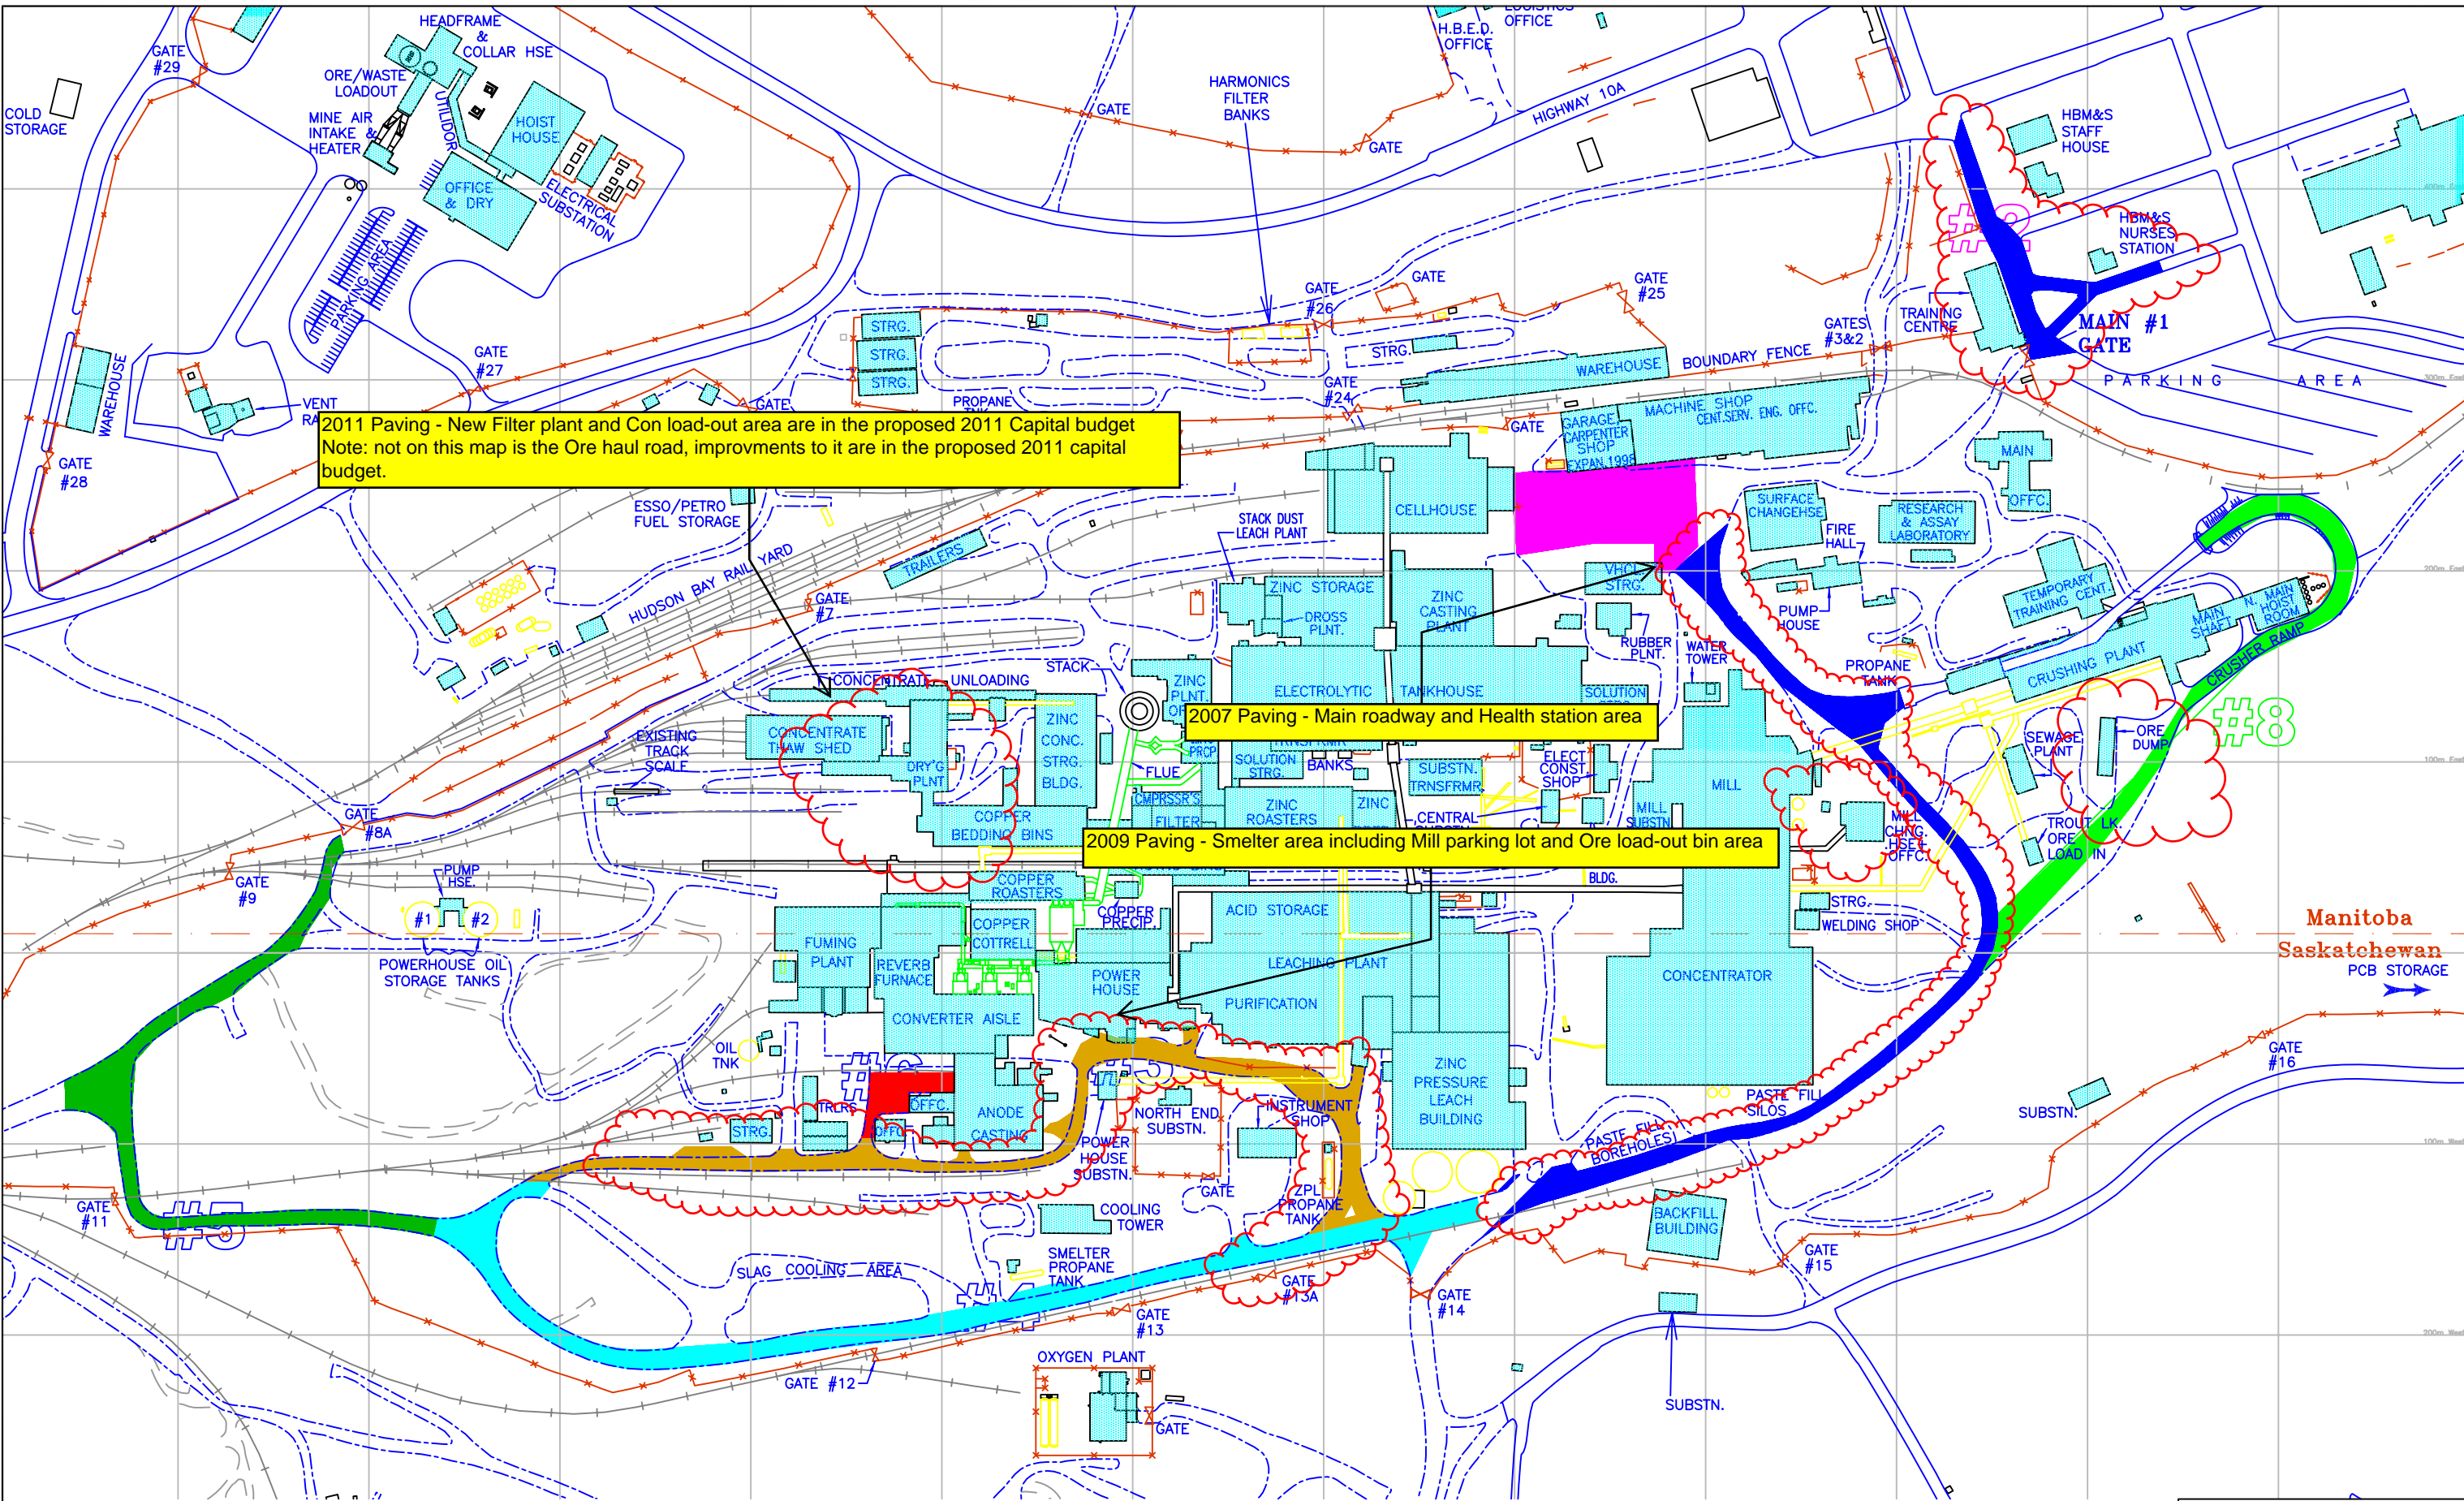 HEADFRAME
&
COLLAR HSE
GATE
#29
ORE/WASTE
LOADOUT
UTILIDOR
COLD
STORAGE
MINE AIR
INTAKE &
HEATER
HOIST
HOUSE
OFFICE
& DRY
ELECTRICAL
SUBSTATION
PARKING AREA
LOGISTICS
OFFICE
H.B.E.D.
OFFICE
HARMONICS
FILTER
BANKS
GATE
GATE
HIGHWAY 10A
HBM&S
STAFF
HOUSE
#2
HBM&S
NURSES
STATION
TRAINING
CENTRE
MAIN #1
GATE
PARKING AREA
GATE
#26
GATE
GATE
#25
GATES
#3&2
GATE
#27
STRG.
STRG.
STRG.
STRG.
WAREHOUSE
BOUNDARY FENCE
GATE
#24
WAREHOUSE
VENT
GATE
#28
GATE
PROPANE
2011 Paving - New Filter plant and Con load-out area are in the proposed 2011 Capital budget
Note: not on this map is the Ore haul road, improvments to it are in the proposed 2011 capital
budget.
GATE
GARAGE,
CARPENTER
SHOP
EXPAN.1998
MACHINE SHOP
CENT.SERV. ENG. OFFC.
MAIN
OFFC.
CELLHOUSE
ESSO/PETRO
FUEL STORAGE
STACK DUST
LEACH PLANT
SURFACE
CHANGEHSE
FIRE
HALL
RESEARCH
& ASSAY
LABORATORY
HUDSON BAY RAIL YARD
TRAILERS
GATE
#7
ZINC STORAGE
DROSS
PLNT.
ZINC
CASTING
PLANT
VHCL
STRG.
RUBBER
PLNT.
WATER
TOWER
PUMP
HOUSE
TEMPORARY
TRAINING CENT.
MAIN
SHAFT
N. MAIN
HOIST
ROOM
CRUSHING PLANT
CRUSHER RAMP
PROPANE
TANK
STACK
CONCENTRATE UNLOADING
ZINC
PLNT.
ELECTROLYTIC TANKHOUSE
SOLUTION
2007 Paving - Main roadway and Health station area
#8
EXISTING
TRACK
SCALE
CONCENTRATE
THAW SHED
DRY'G
PLNT
ZINC
CONC.
STRG.
BLDG.
FLUE
PRCP
SOLUTION
STRG.
BANKS
SUBSTN.
TRNSFRMR.
ELECT
CONST
SHOP
MILL
SEWAGE
PLANT
ORE
DUMP
COPPER
BEDDING BINS
CMPRSSR'S
FILTER
ZINC
ROASTERS
ZINC
CENTRAL
MILL
SUBSTN
MILL
CHNG.
HSE+
OFFC.
TROUT LK.
ORE
LOAD IN
2009 Paving - Smelter area including Mill parking lot and Ore load-out bin area
GATE
#8A
GATE
#9
PUMP
HSE.
#1
#2
POWERHOUSE OIL
STORAGE TANKS
COPPER
ROASTERS
COPPER
COTTRELL
COPPER
PRECIP.
ACID STORAGE
BLDG.
STRG.
WELDING SHOP
Manitoba
Saskatchewan
PCB STORAGE
FUMING
PLANT
REVERB
FURNACE
POWER
HOUSE
LEACHING PLANT
PURIFICATION
CONCENTRATOR
CONVERTER AISLE
OIL
TNK
#6
#3
ZINC
PRESSURE
LEACH
BUILDING
GATE
#16
SUBSTN.
TRLRS
OFFC.
OFFC.
STRG.
ANODE
CASTING
POWER
HOUSE
SUBSTN.
NORTH END
SUBSTN.
INSTRUMENT
SHOP
PASTE FILL
SILOS
PASTE FILL
BOREHOLES
GATE
#11
#5
GATE
ZPL
PROPANE
TANK
COOLING
TOWER
BACKFILL
BUILDING
SLAG COOLING AREA
SMELTER
PROPANE
TANK
#4
GATE
#13A
GATE
#13
GATE
#14
GATE
#15
GATE #12
OXYGEN PLANT
GATE
SUBSTN.